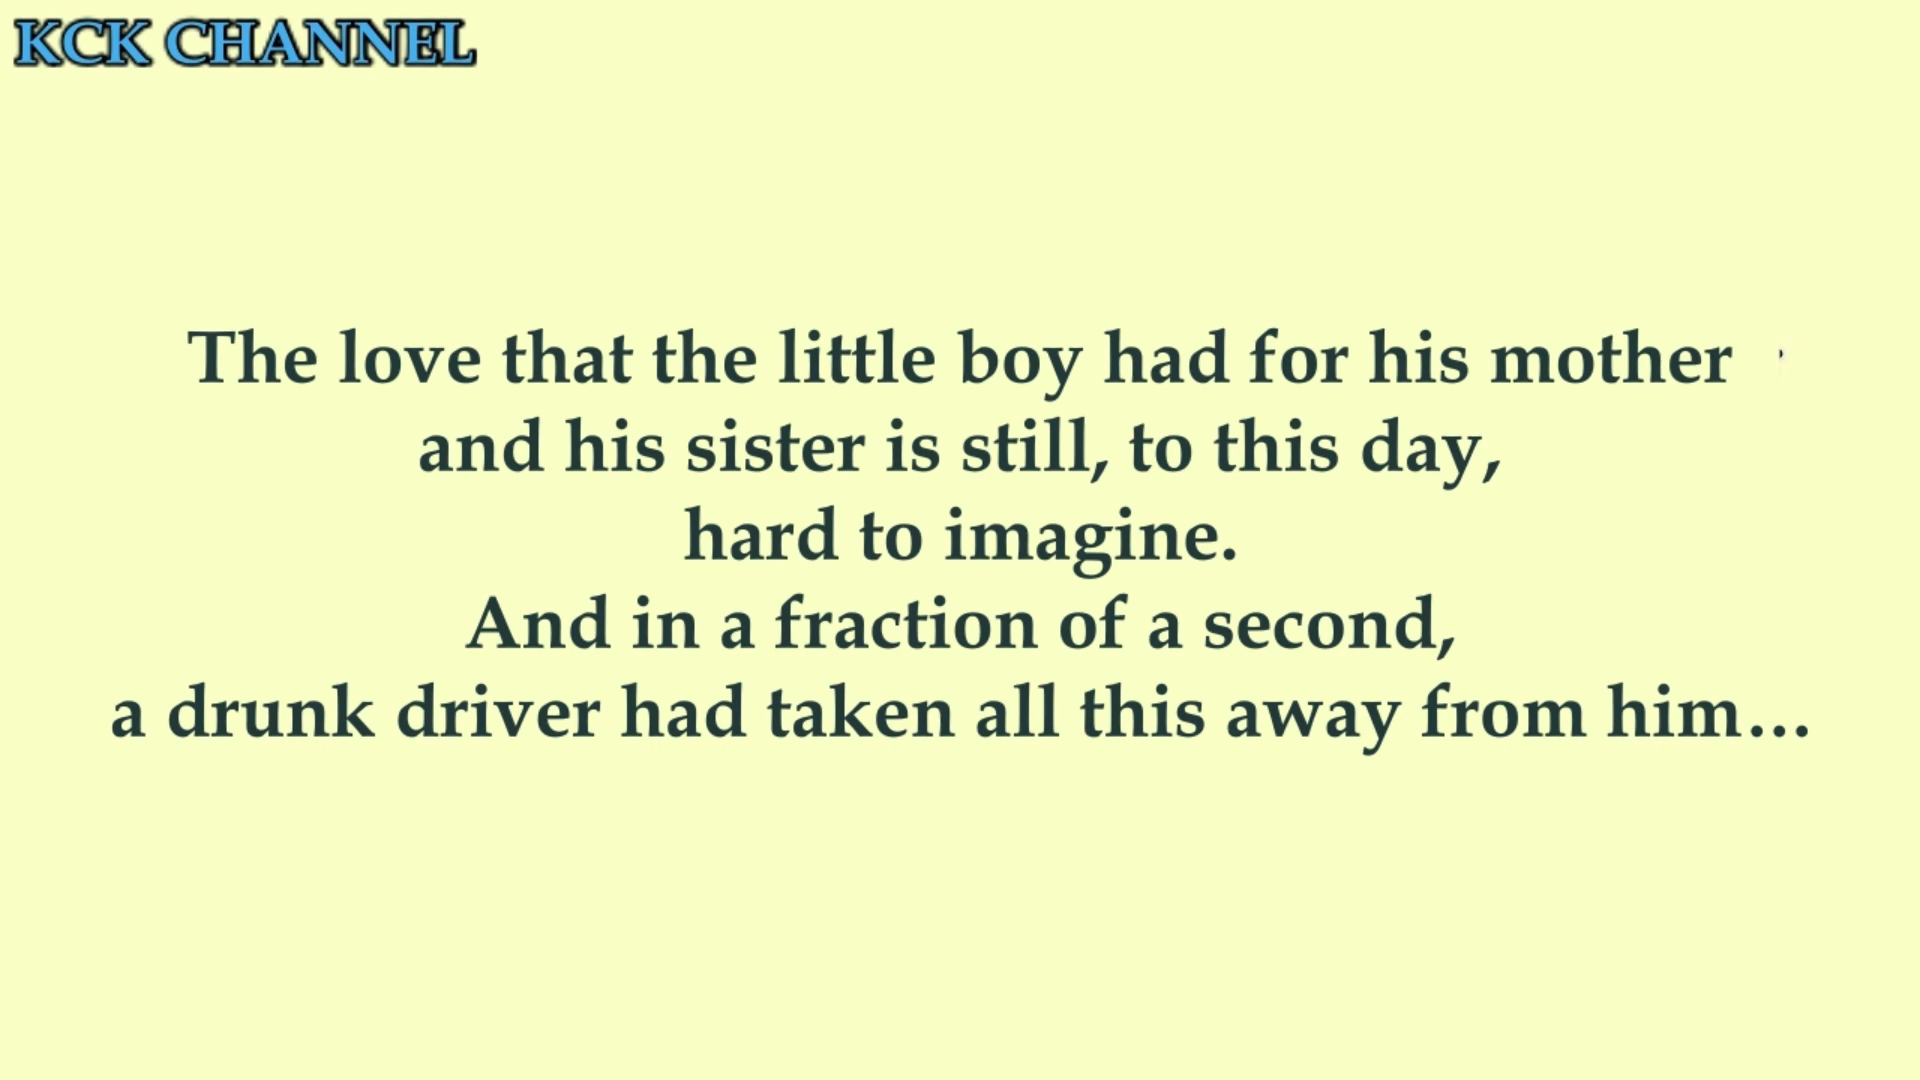 KCK CHANNEL
The love that the little boy had for his mother
and his sister is still, to this day,
hard to imagine.
And in a fraction of a second,
a drunk driver had taken all this away from him…